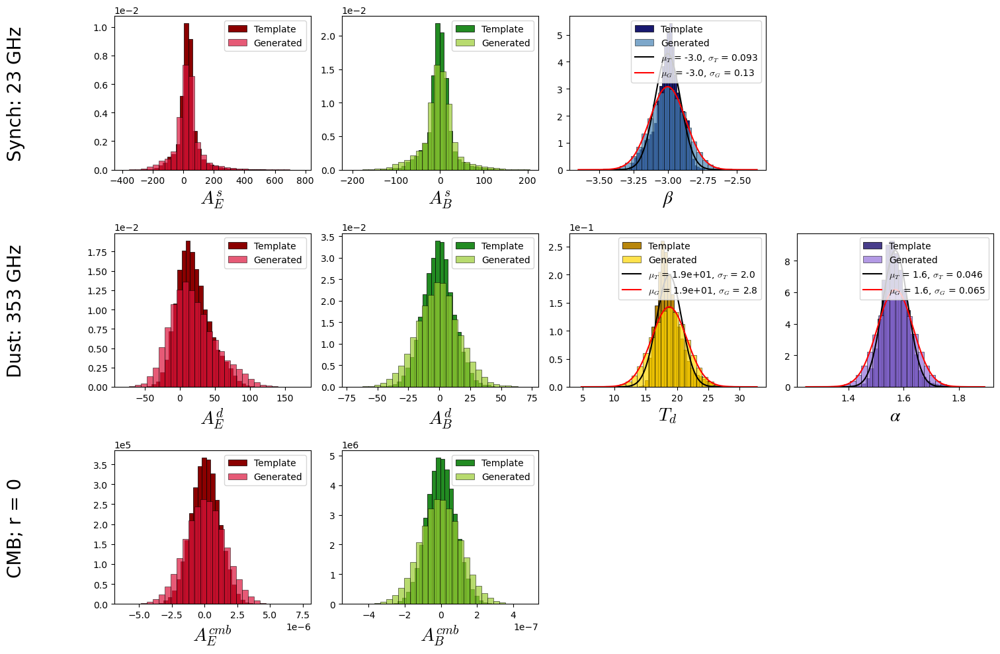 Synch: 23 GHz
1e−2
1.0
0.8
0.6
0.4
0.2
0.0
−400 −200 0 200 400 600 800
A_E^s
Template
Generated
1e−2
2.0
1.5
1.0
0.5
0.0
−200 −100 0 100 200
A_B^s
Template
Generated
5
4
3
2
1
0
−3.50 −3.25 −3.00 −2.75 −2.50
β
Template
Generated
μ_T = -3.0, σ_T = 0.093
μ_G = -3.0, σ_G = 0.13
Dust: 353 GHz
1e−2
1.75
1.50
1.25
1.00
0.75
0.50
0.25
0.00
−50 0 50 100 150
A_E^d
Template
Generated
1e−2
3.5
3.0
2.5
2.0
1.5
1.0
0.5
0.0
−75 −50 −25 0 25 50 75
A_B^d
Template
Generated
1e−1
2.5
2.0
1.5
1.0
0.5
0.0
5 10 15 20 25 30
T_d
Template
Generated
μ_T = 1.9e+01, σ_T = 2.0
μ_G = 1.9e+01, σ_G = 2.8
8
6
4
2
0
1.4 1.6 1.8
α
Template
Generated
μ_T = 1.6, σ_T = 0.046
μ_G = 1.6, σ_G = 0.065
CMB; r = 0
1e5
3.5
3.0
2.5
2.0
1.5
1.0
0.5
0.0
−5.0 −2.5 0.0 2.5 5.0 7.5
1e−6
A_E^{cmb}
Template
Generated
1e6
5
4
3
2
1
0
−4 −2 0 2 4
1e−7
A_B^{cmb}
Template
Generated